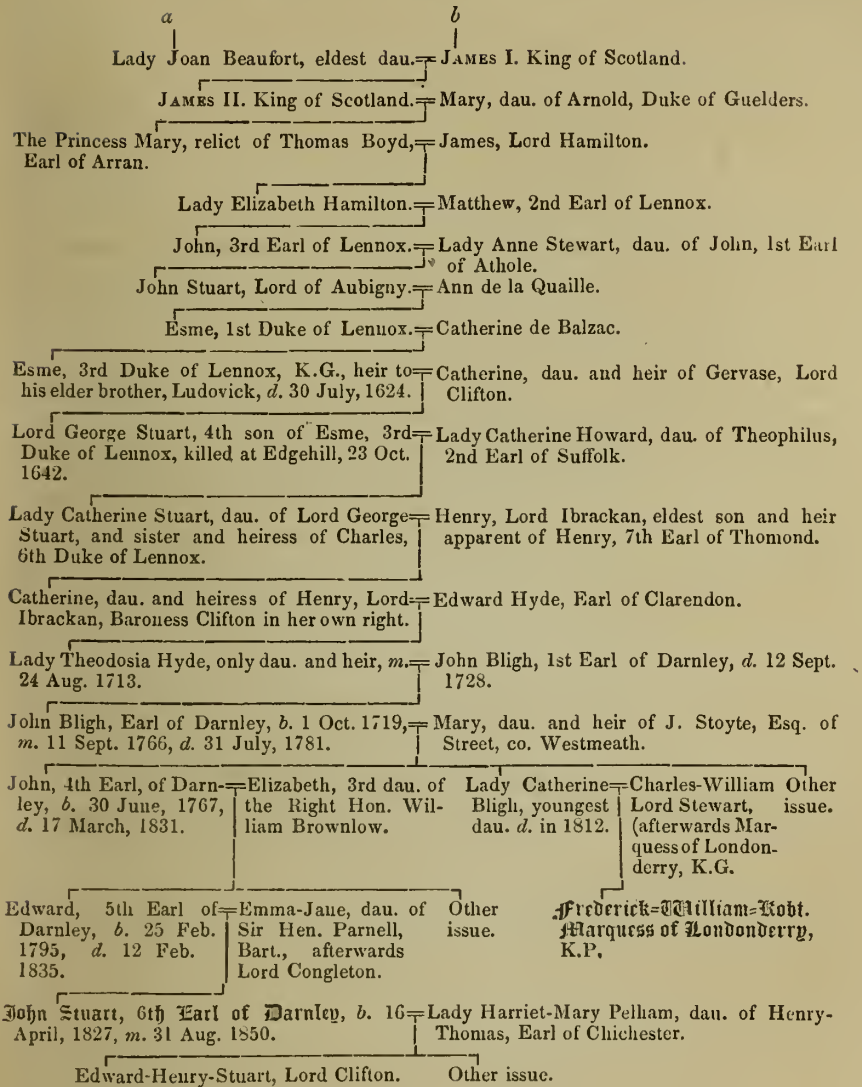 a b
Lady Joan Beaufort, eldest dau. = JAMES I. King of Scotland.
JAMES II. King of Scotland. = Mary, dau. of Arnold, Duke of Guelders.
The Princess Mary, relict of Thomas Boyd, = James, Lord Hamilton.
Earl of Arran.
Lady Elizabeth Hamilton. = Matthew, 2nd Earl of Lennox.
John, 3rd Earl of Lennox. = Lady Anne Stewart, dau. of John, 1st Earl
of Athole.
John Stuart, Lord of Aubigny. = Ann de la Quaille.
Esme, 1st Duke of Lennox. = Catherine de Balzac.
Esme, 3rd Duke of Lennox, K.G., heir to
his elder brother, Ludovick, d. 30 July, 1624.
= Catherine, dau. and heir of Gervase, Lord
Clifton.
Lord George Stuart, 4th son of Esme, 3rd
Duke of Lennox, killed at Edgehill, 23 Oct.
1642.
= Lady Catherine Howard, dau. of Theophilus,
2nd Earl of Suffolk.
Lady Catherine Stuart, dau. of Lord George
Stuart, and sister and heiress of Charles,
6th Duke of Lennox.
= Henry, Lord Ibrackan, eldest son and heir
apparent of Henry, 7th Earl of Thomond.
Catherine, dau. and heiress of Henry, Lord
Ibrackan, Baroness Clifton in her own right.
= Edward Hyde, Earl of Clarendon.
Lady Theodosia Hyde, only dau. and heir, m.
24 Aug. 1713.
= John Bligh, 1st Earl of Darnley, d. 12 Sept.
1728.
John Bligh, Earl of Darnley, b. 1 Oct. 1719,
m. 11 Sept. 1766, d. 31 July, 1781.
= Mary, dau. and heir of J. Stoyte, Esq. of
Street, co. Westmeath.
John, 4th Earl, of Darn-
ley, b. 30 June, 1767,
d. 17 March, 1831.
= Elizabeth, 3rd dau. of
the Right Hon. Wil-
liam Brownlow.
Lady Catherine
Bligh, youngest
dau. d. in 1812.
= Charles-William
Lord Stewart,
(afterwards Mar-
quess of London-
derry, K.G.
Other
issue.
Edward, 5th Earl of
Darnley, b. 25 Feb.
1795, d. 12 Feb.
1835.
= Emma-Jane, dau. of
Sir Hen. Parnell,
Bart., afterwards
Lord Congleton.
Other
issue.
Frederick=William=Robt.
Marquess of Londonderry,
K.P.
John Stuart, 6th Earl of Darnley, b. 16
April, 1827, m. 31 Aug. 1850.
= Lady Harriet-Mary Pelham, dau. of Henry-
Thomas, Earl of Chichester.
Edward-Henry-Stuart, Lord Clifton. Other issue.